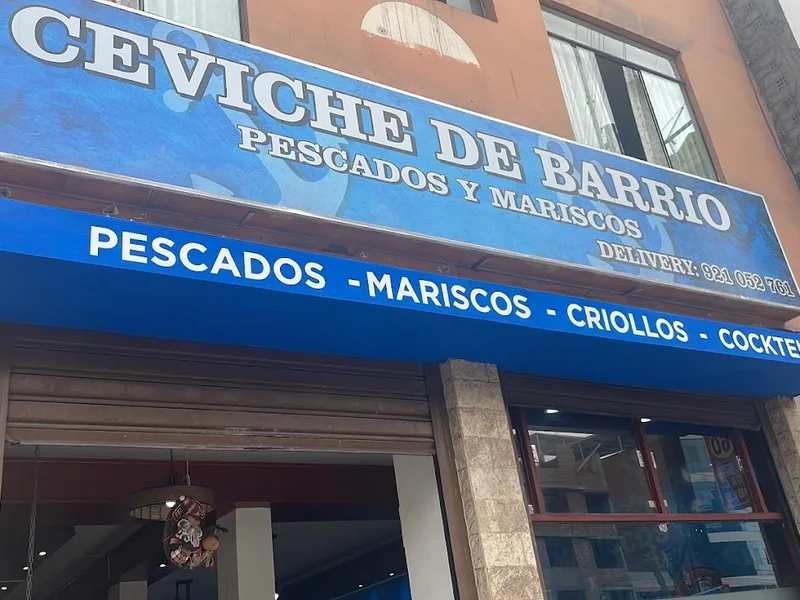 CEVICHE DE BARRIO
PESCADOS Y MARISCOS
DELIVERY: 921 052 761
PESCADOS - MARISCOS - CRIOLLOS - COCKTE